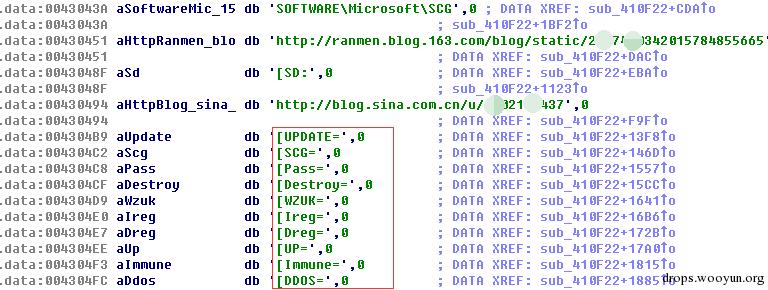 .data:0043043A aSoftwareMic_15 db 'SOFTWARE\Microsoft\SCG',0 ; DATA XREF: sub_410F22+CDA↑o
.data:0043043A ; sub_410F22+1BF2↑o
.data:00430451 aHttpRanmen_blo db 'http://ranmen.blog.163.com/blog/static/2 7 0342015784855665'
.data:00430451 ; DATA XREF: sub_410F22+DAC↑o
.data:0043048F aSd db '[SD:',0 ; DATA XREF: sub_410F22+EBA↑o
.data:0043048F ; sub_410F22+1123↑o
.data:00430494 aHttpBlog_sina_ db 'http://blog.sina.com.cn/u/ 021 437',0
.data:00430494 ; DATA XREF: sub_410F22+F9F↑o
.data:004304B9 aUpdate db '[UPDATE=',0 ; DATA XREF: sub_410F22+13F8↑o
.data:004304C2 aScg db '[SCG=',0 ; DATA XREF: sub_410F22+146D↑o
.data:004304C8 aPass db '[Pass=',0 ; DATA XREF: sub_410F22+1557↑o
.data:004304CF aDestroy db '[Destroy=',0 ; DATA XREF: sub_410F22+15CC↑o
.data:004304D9 aWzuk db '[WZUK=',0 ; DATA XREF: sub_410F22+1641↑o
.data:004304E0 aIreg db '[Ireg=',0 ; DATA XREF: sub_410F22+16B6↑o
.data:004304E7 aDreg db '[Dreg=',0 ; DATA XREF: sub_410F22+172B↑o
.data:004304EE aUp db '[UP=',0 ; DATA XREF: sub_410F22+17A0↑o
.data:004304F3 aImmune db '[Immune=',0 ; DATA XREF: sub_410F22+1815↑o
.data:004304FC aDdos db '[DDOS=',0 ; DATA XREF: sub_410F22+188↑o
drops.wooyun.org